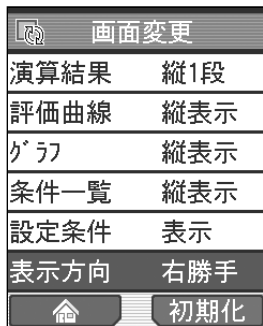 画面変更
演算結果 縦1段
評価曲線 縦表示
ｸﾞﾗﾌ 縦表示
条件一覧 縦表示
設定条件 表示
表示方向 右勝手
初期化